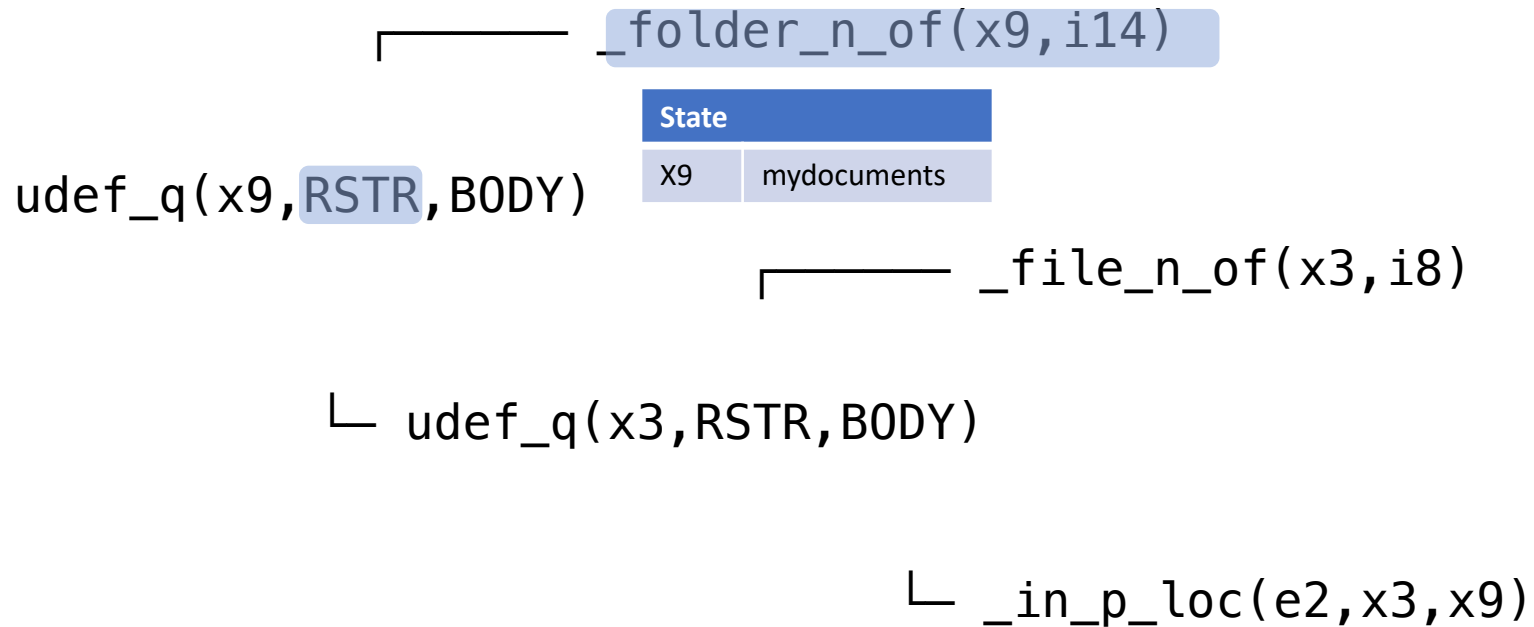 _folder_n_of(x9,i14)
State
X9 mydocuments
udef_q(x9,RSTR,BODY)
_file_n_of(x3,i8)
udef_q(x3,RSTR,BODY)
_in_p_loc(e2,x3,x9)